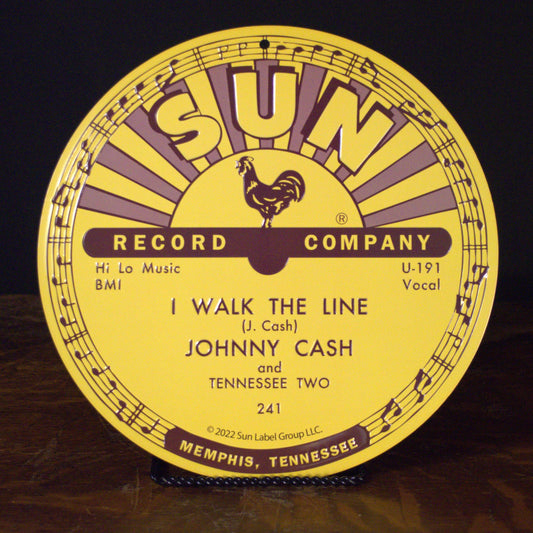 SUN
®
RECORD COMPANY
Hi Lo Music U-191
BMI Vocal
I WALK THE LINE
(J. Cash)
JOHNNY CASH
and
TENNESSEE TWO
241
© 2022 Sun Label Group LLC.
MEMPHIS, TENNESSEE